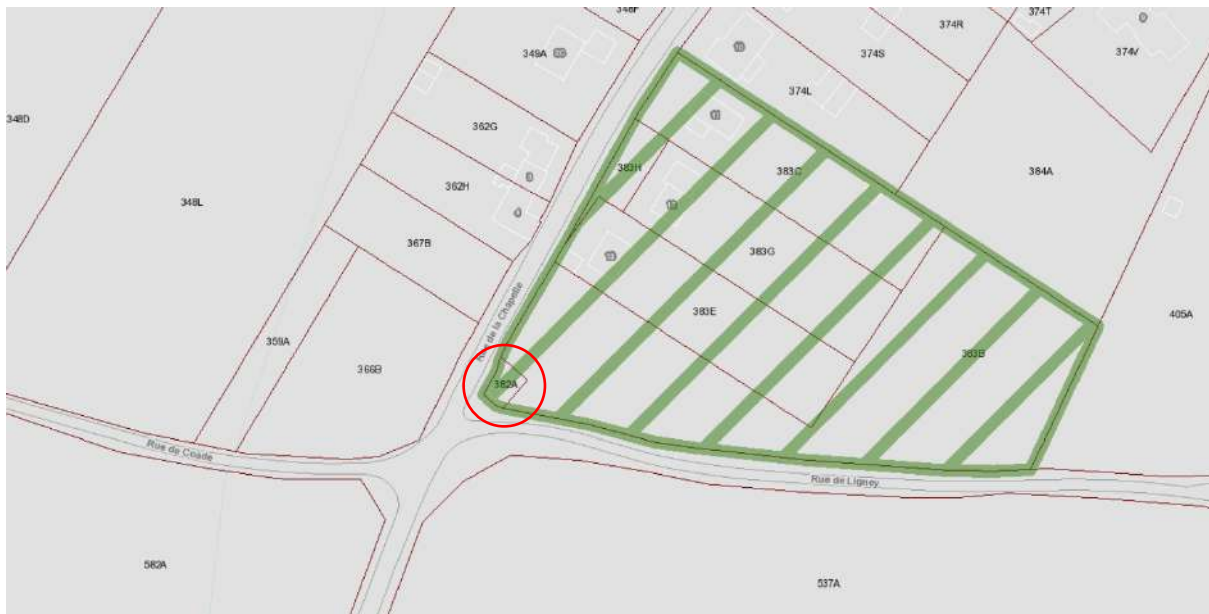 374T
374R
374V
349A
374S
348D
374L
362G
383H
383C
384A
362H
348L
4
367B
383G
383E
405A
Rue de la Chapelle
359A
366B
383B
382A
Rue de Coade
Rue de Ligney
582A
537A